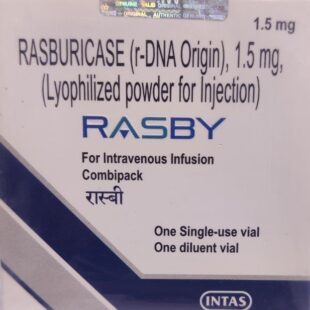 1.5 mg
RASBURICASE (r-DNA Origin), 1.5 mg,
(Lyophilized powder for Injection)
RASBY
For Intravenous Infusion
Combipack
रास्बी
One Single-use vial
One diluent vial
INTAS